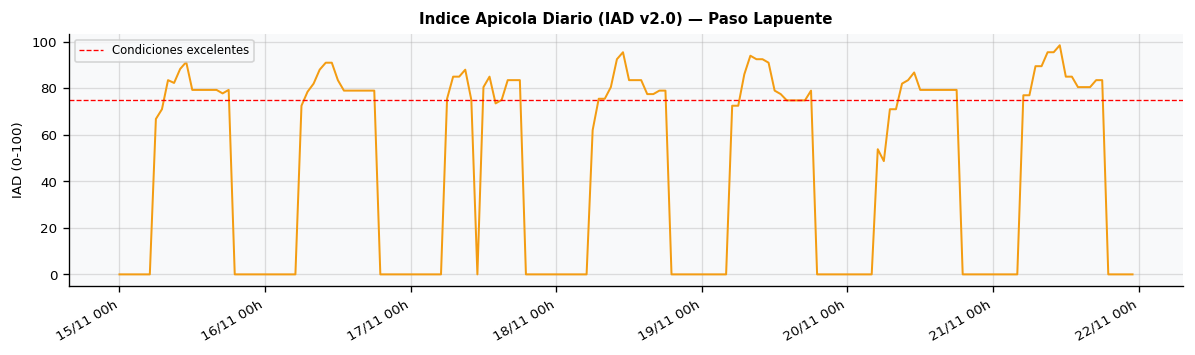 Indice Apicola Diario (IAD v2.0) — Paso Lapuente
Condiciones excelentes
IAD (0-100)
100
80
60
40
20
0
15/11 00h
16/11 00h
17/11 00h
18/11 00h
19/11 00h
20/11 00h
21/11 00h
22/11 00h